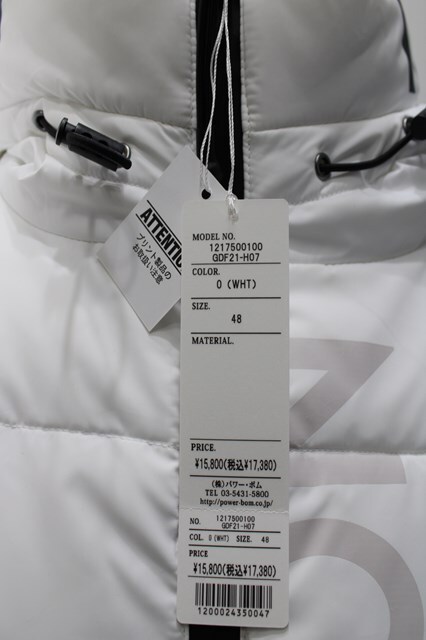 ATTENTIO
プリント製品の
お取扱い注意
MODEL NO.
1217500100
GDF21-H07
COLOR.
0 (WHT)
SIZE.
48
MATERIAL.
PRICE.
¥15,800(税込¥17,380)
(株)パワー・ボム
TEL 03-5431-5800
http://power-bom.co.jp/
NO. 1217500100
GDF21-H07
COL. 0 (WHT) SIZE. 48
PRICE
¥15,800(税込¥17,380)
1200024350047